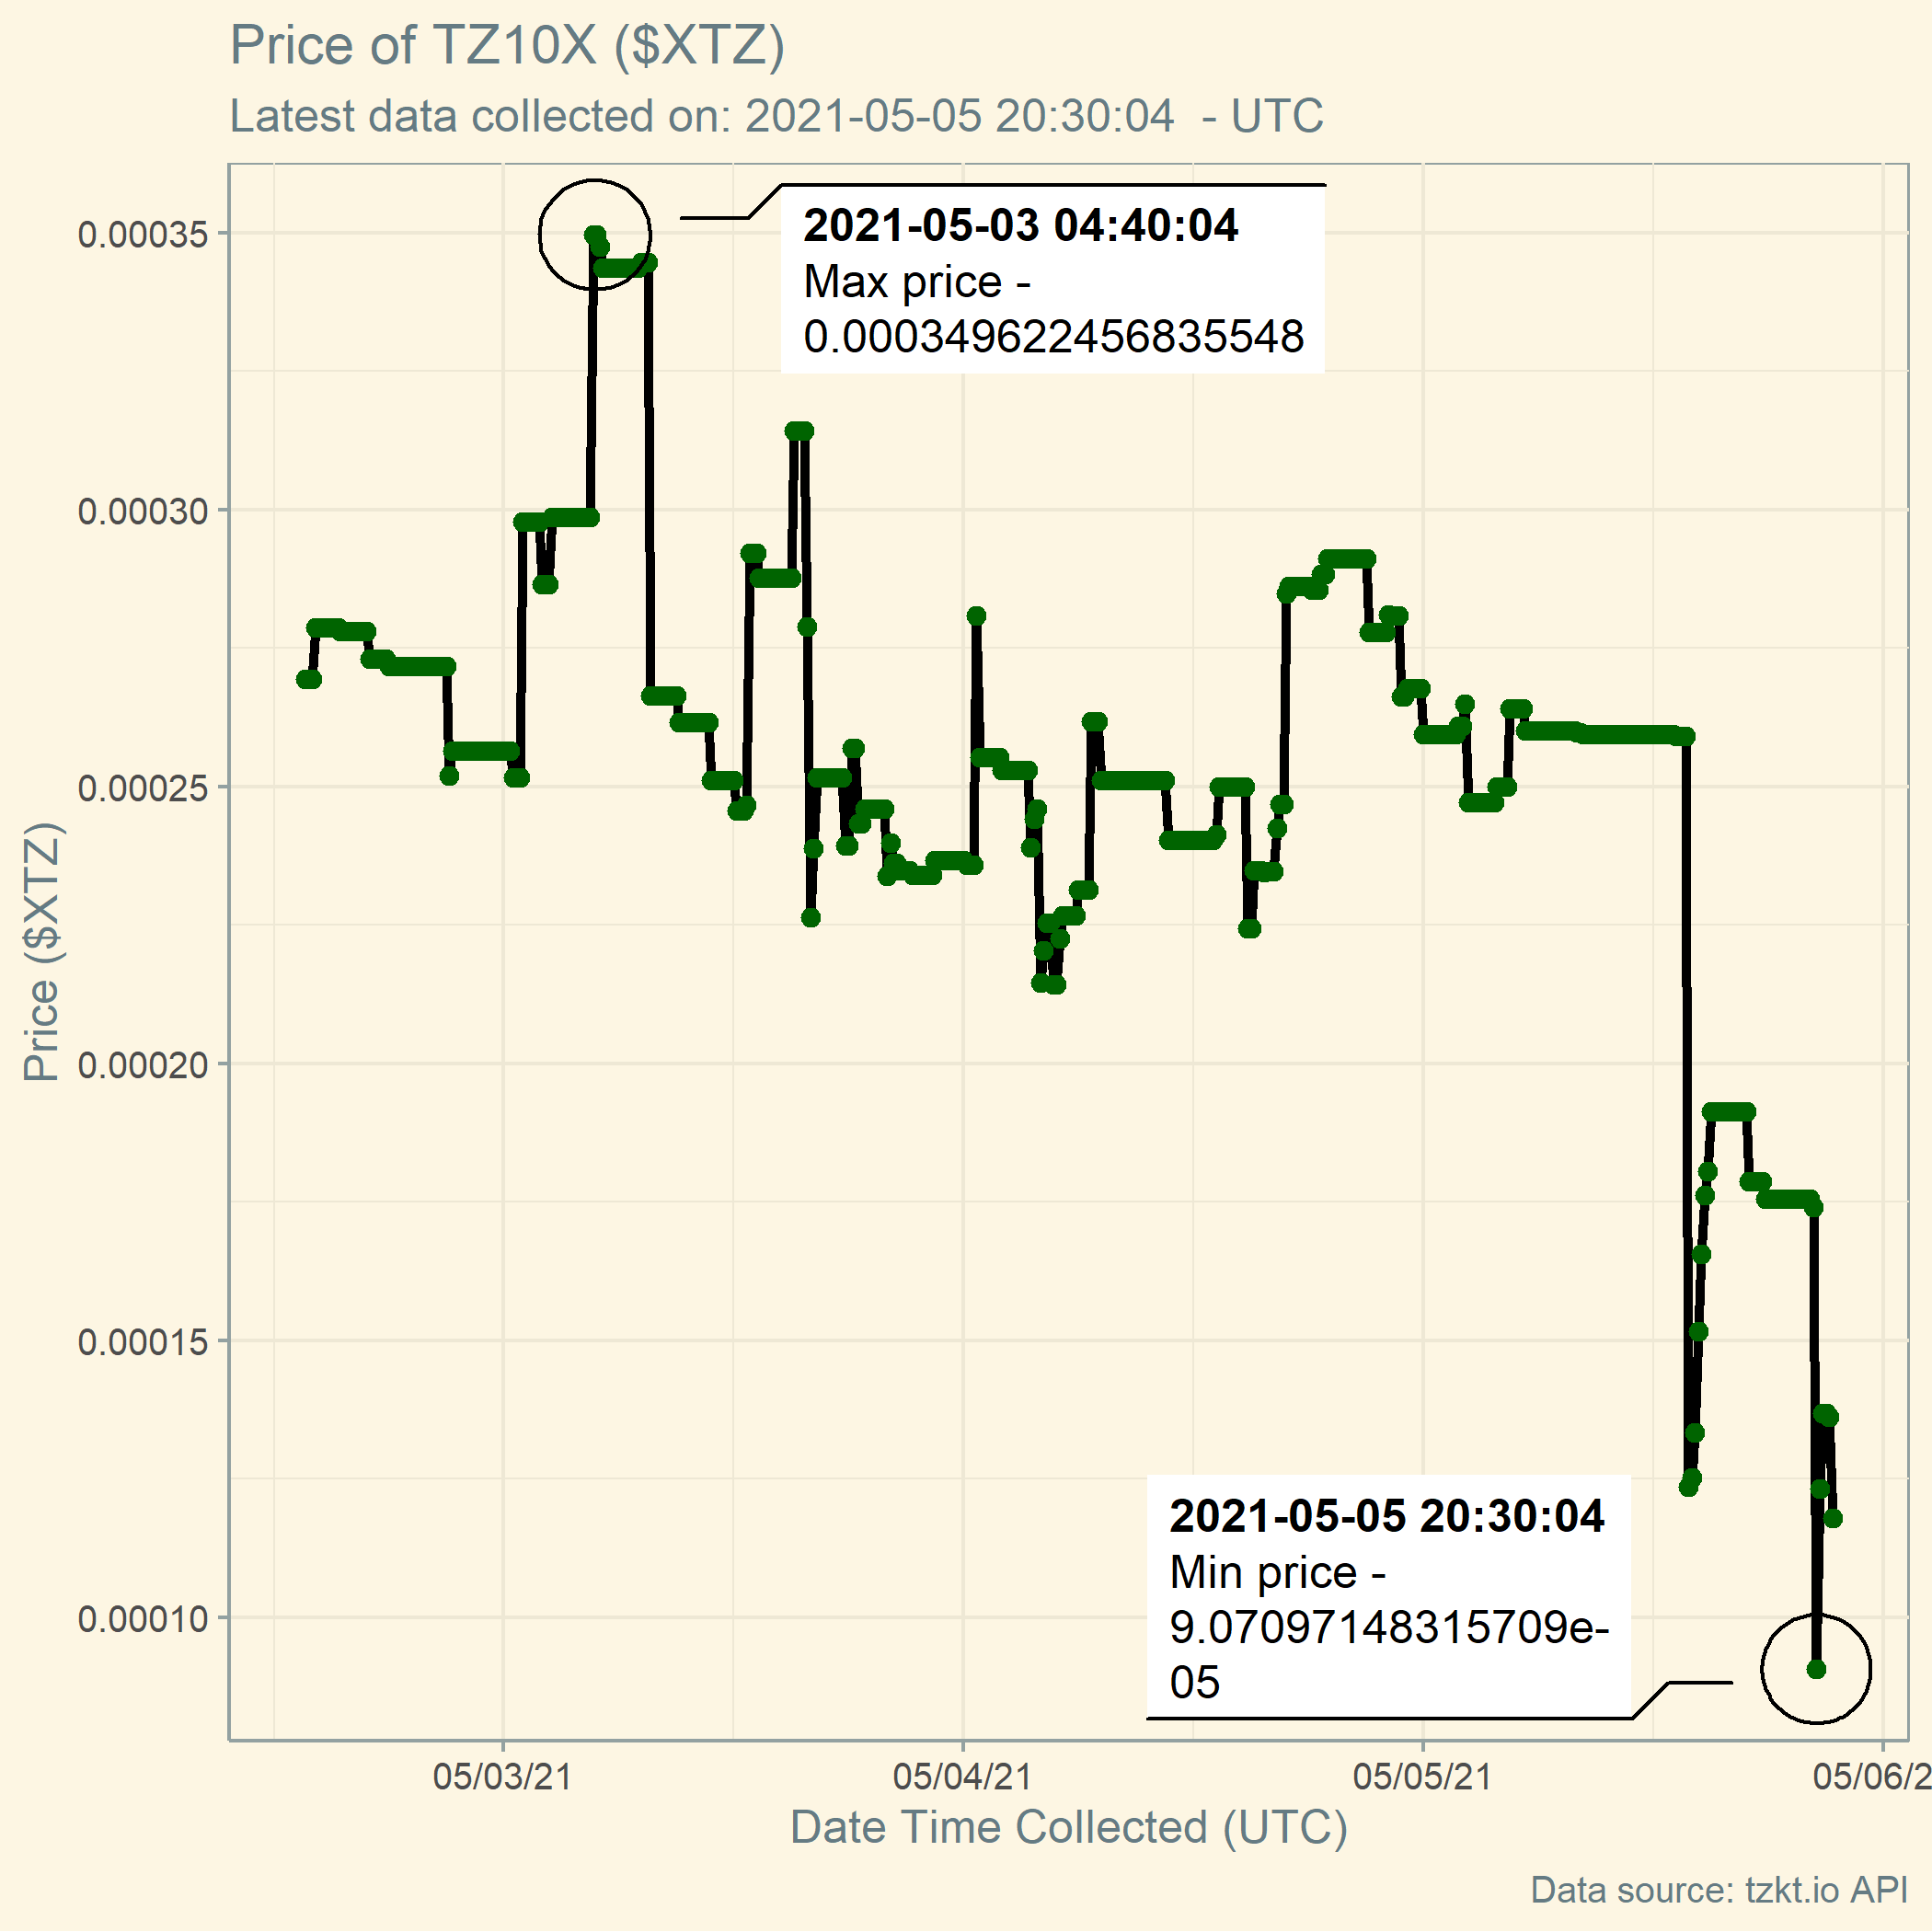 Price of TZ10X ($XTZ)
Latest data collected on: 2021-05-05 20:30:04  - UTC
2021-05-03 04:40:04
Max price -
0.000349622456835548
0.00035
0.00030
0.00025
0.00020
0.00015
0.00010
Price ($XTZ)
2021-05-05 20:30:04
Min price -
9.07097148315709e-
05
05/03/21
05/04/21
05/05/21
05/06/2
Date Time Collected (UTC)
Data source: tzkt.io API